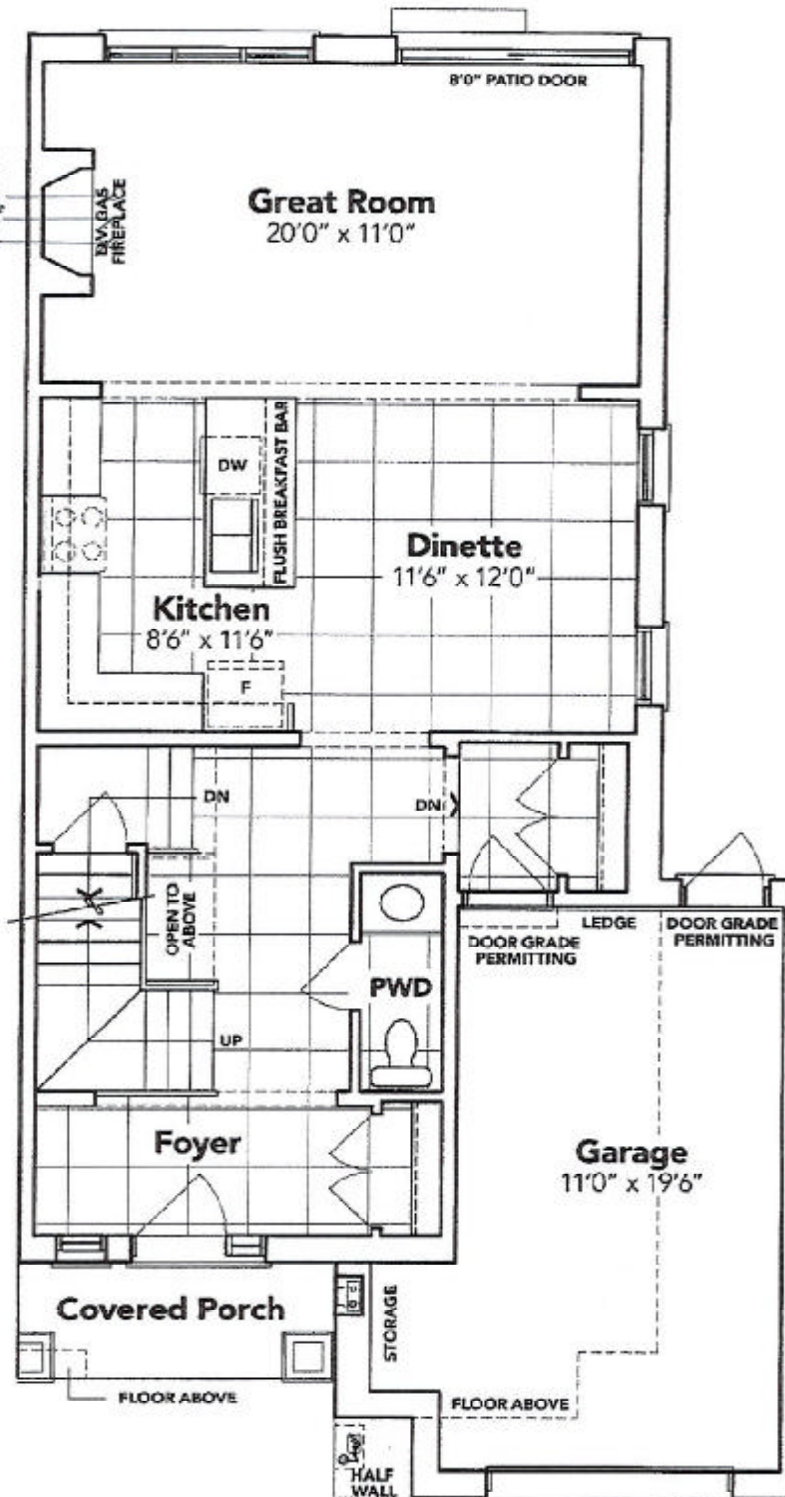 8'0" PATIO DOOR
Great Room
20'0" x 11'0"
GAS
FIREPLACE
DW
FLUSH BREAKFAST BAR
Dinette
11'6" x 12'0"
Kitchen
8'6" x 11'6"
F
DN
DN
OPEN TO
ABOVE
LEDGE
DOOR GRADE
PERMITTING
DOOR GRADE
PERMITTING
PWD
UP
Foyer
Garage
11'0" x 19'6"
Covered Porch
STORAGE
FLOOR ABOVE
FLOOR ABOVE
HALF
WALL